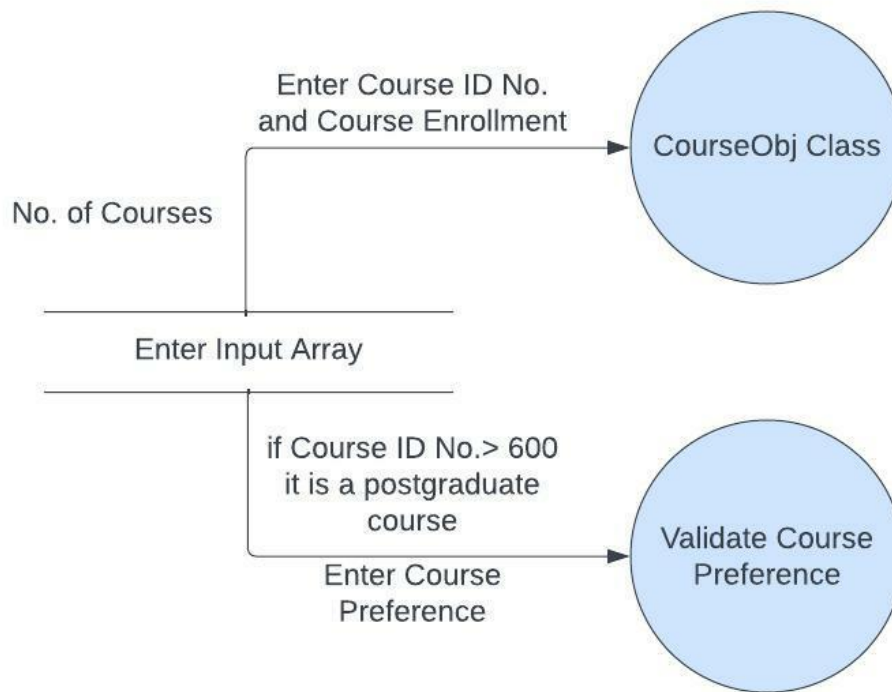 Enter Course ID No.
and Course Enrollment
CourseObj Class
No. of Courses
Enter Input Array
if Course ID No.> 600
it is a postgraduate
course
Enter Course
Preference
Validate Course
Preference